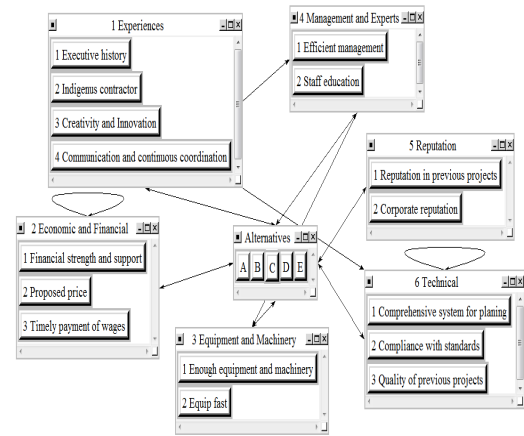 1 Experiences
1 Executive history
2 Indigenus contractor
3 Creativity and Innovation
4 Communication and continuous coordination
4 Management and Experts
1 Efficient management
2 Staff education
5 Reputation
1 Reputation in previous projects
2 Corporate reputation
2 Economic and Financial
1 Financial strength and support
2 Proposed price
3 Timely payment of wages
Alternatives
A B C D E
6 Technical
1 Comprehensive system for planing
2 Compliance with standards
3 Quality of previous projects
3 Equipment and Machinery
1 Enough equipment and machinery
2 Equip fast